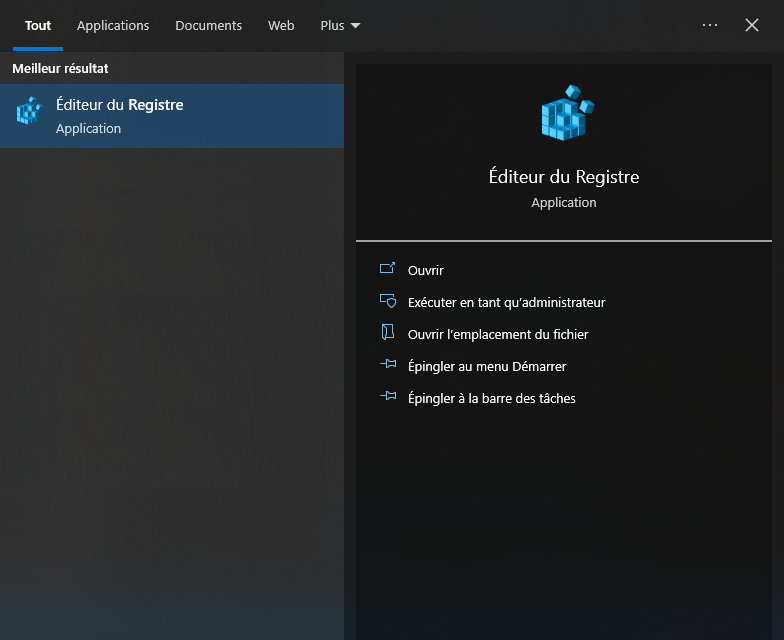 Tout Applications Documents Web Plus
Meilleur résultat
Éditeur du Registre
Application
Éditeur du Registre
Application
Ouvrir
Exécuter en tant qu'administrateur
Ouvrir l'emplacement du fichier
Épingler au menu Démarrer
Épingler à la barre des tâches